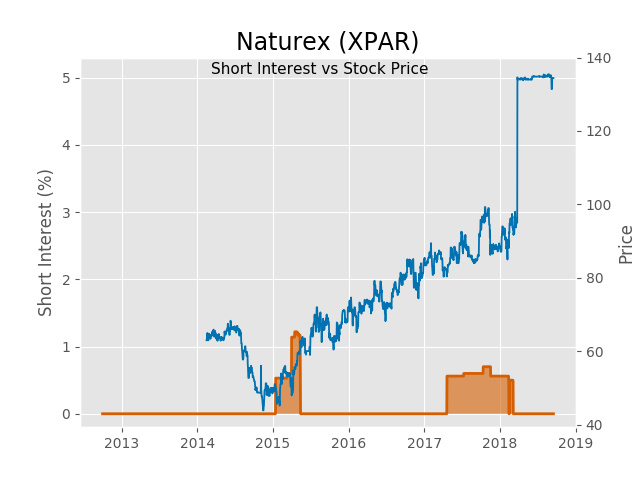 Naturex (XPAR)
Short Interest vs Stock Price
Short Interest (%)
5
4
3
2
1
0
140
120
100
80
60
40
Price
2013 2014 2015 2016 2017 2018 2019